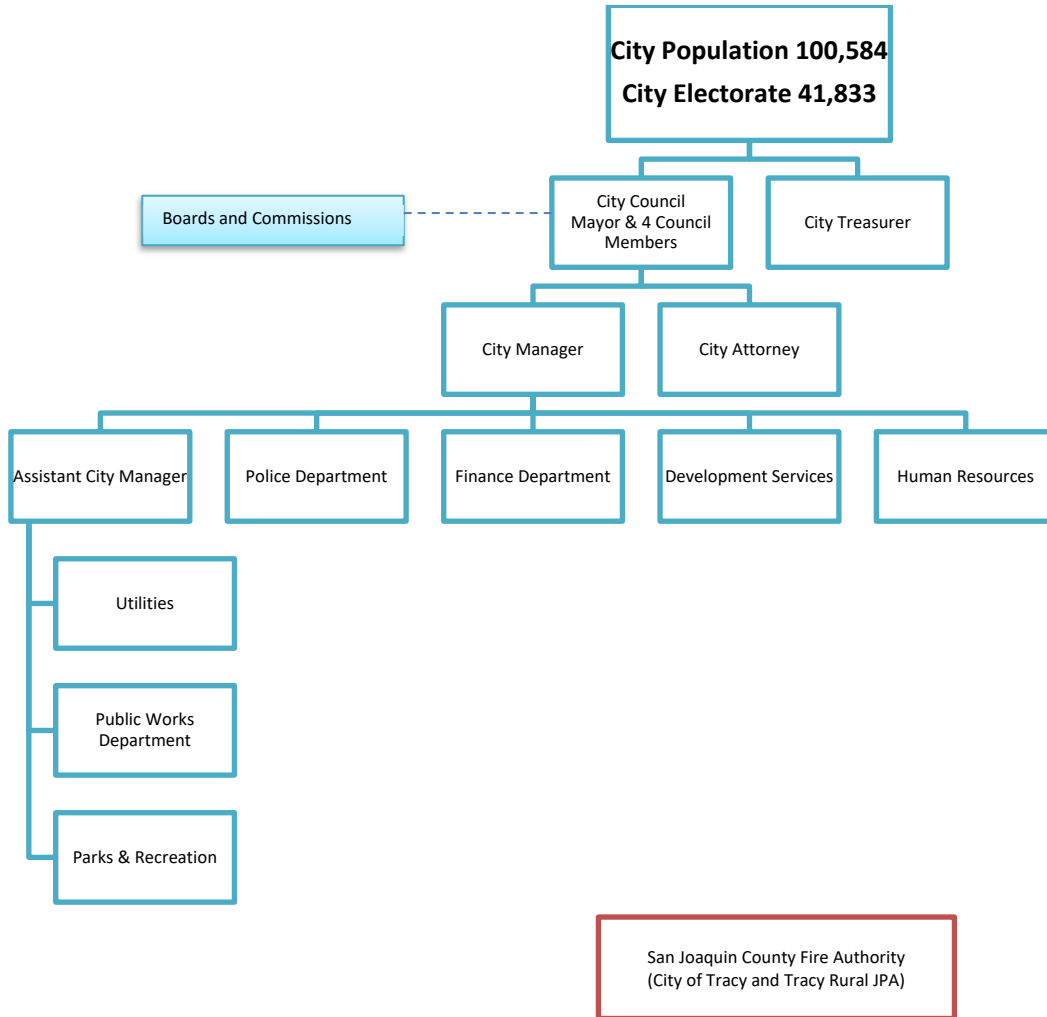 City Population 100,584
City Electorate 41,833
Boards and Commissions
City Council
Mayor & 4 Council
Members
City Treasurer
City Manager
City Attorney
Assistant City Manager
Police Department
Finance Department
Development Services
Human Resources
Utilities
Public Works
Department
Parks & Recreation
San Joaquin County Fire Authority
(City of Tracy and Tracy Rural JPA)